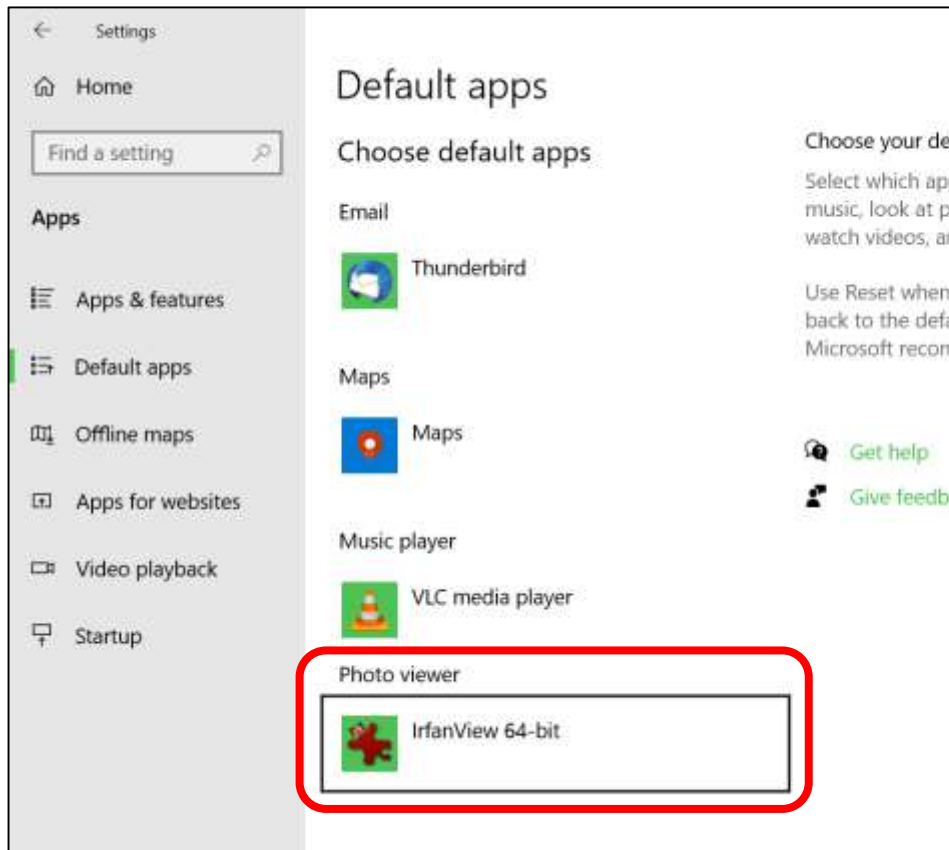 Settings
Home
Find a setting
Apps
Apps & features
Default apps
Offline maps
Apps for websites
Video playback
Startup
Default apps
Choose default apps
Email
Thunderbird
Maps
Maps
Music player
VLC media player
Photo viewer
IrfanView 64-bit
Choose your de
Select which ap
music, look at p
watch videos, a
Use Reset when
back to the defa
Microsoft recon
Get help
Give feedb